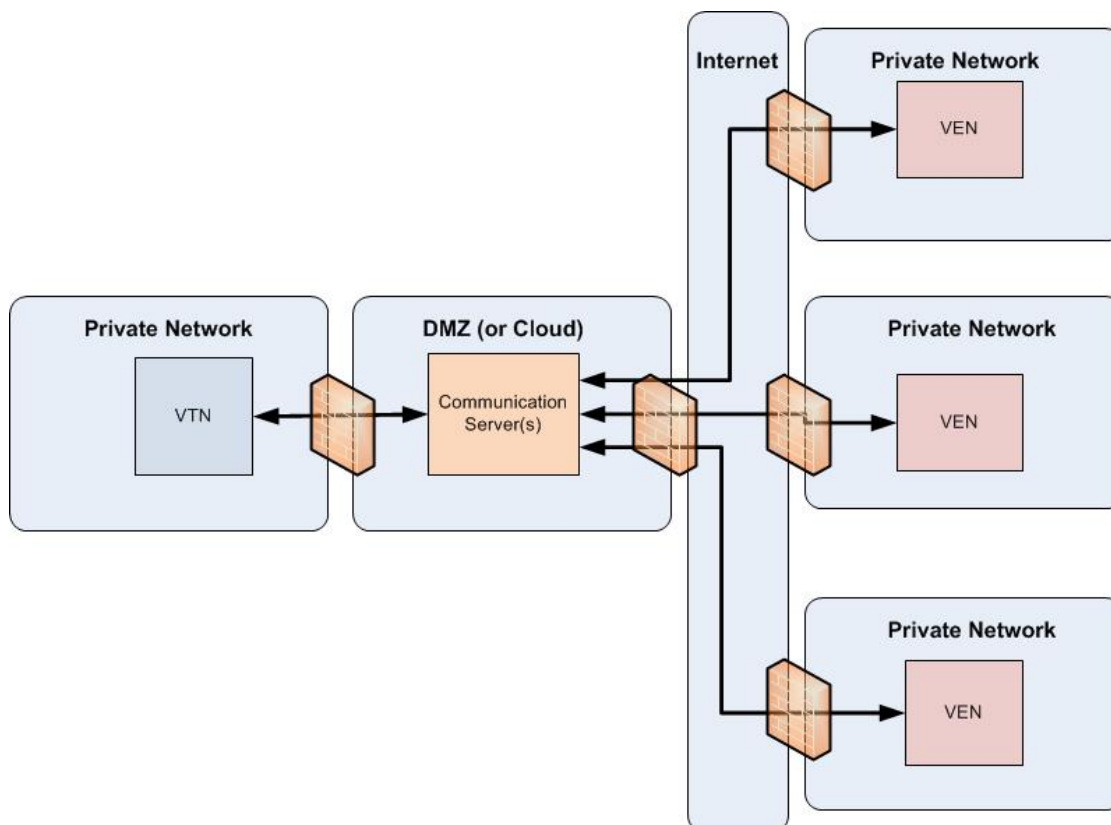 Internet
Private Network
VEN
Private Network
VTN
DMZ (or Cloud)
Communication
Server(s)
Private Network
VEN
Private Network
VEN